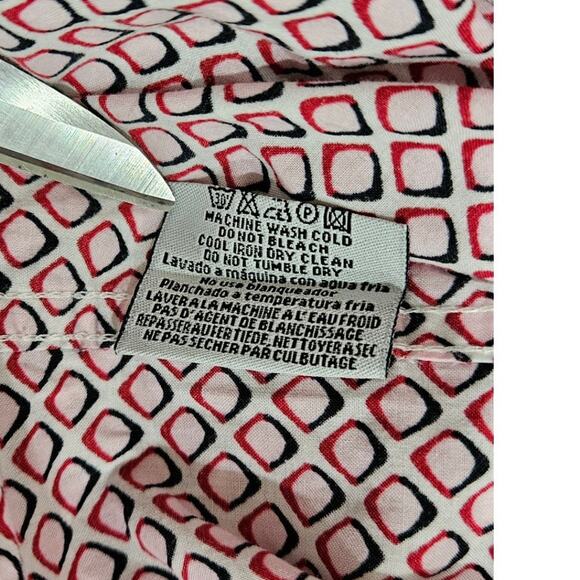 30 P
MACHINE WASH COLD
DO NOT BLEACH
COOL IRON DRY CLEAN
DO NOT TUMBLE DRY
Lavado a máquina con agua fria
No use blanqueador
Planchado a temperatura fria
LAVER A LA MACHINE A L'EAU FROID
PAS D'AGENT DE BLANCHISSAGE
REPASSER AU FER TIEDE, NETTOYER A SEC
NE PAS SECHER PAR CULBUTAGE.